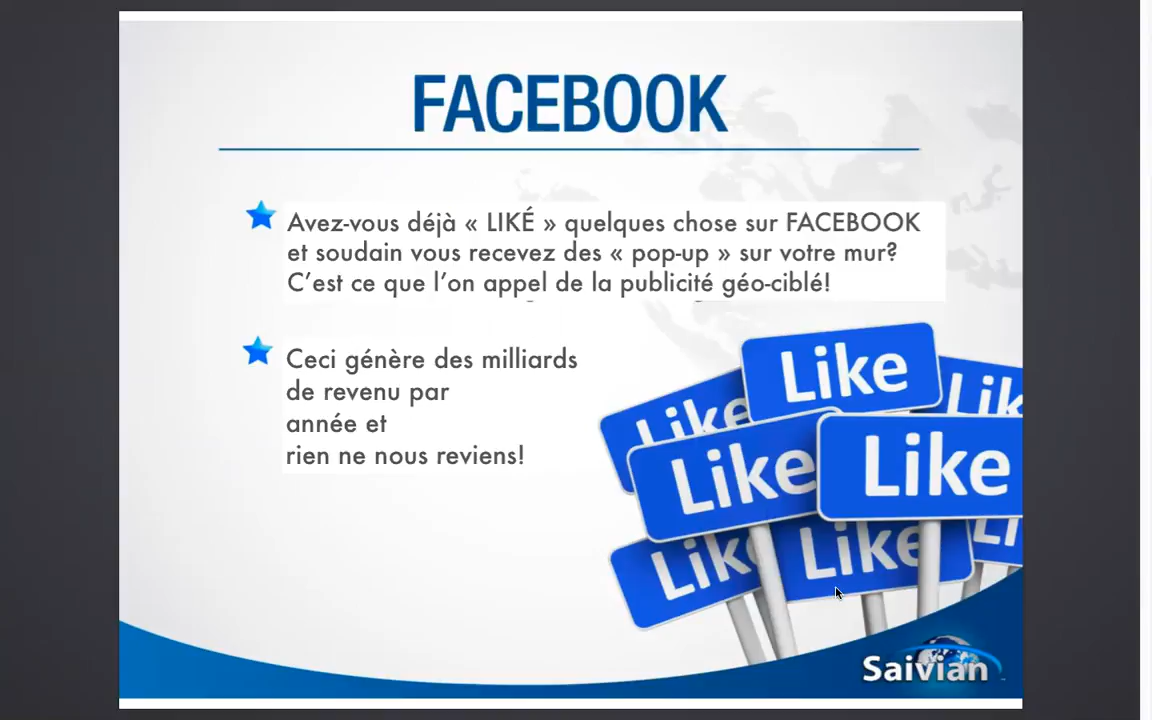 FACEBOOK
Avez-vous déjà « LIKÉ » quelques chose sur FACEBOOK
et soudain vous recevez des « pop-up » sur votre mur?
C’est ce que l’on appel de la publicité géo-ciblé!
Ceci génère des milliards
de revenu par
année et
rien ne nous reviens!
Like
Like
Like
Like
Like
Like
Like
Saivian